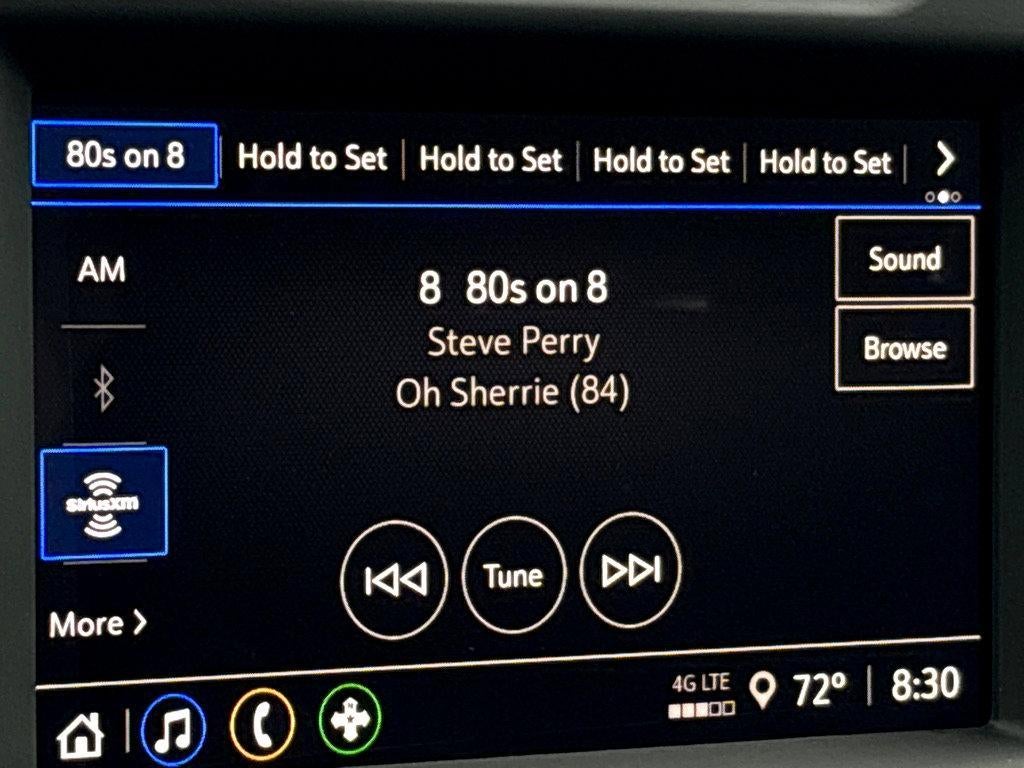 80s on 8 Hold to Set Hold to Set Hold to Set Hold to Set
AM
8 80s on 8
Steve Perry
Oh Sherrie (84)
Sound
Browse
SiriusXM
Tune
More
4G LTE 72° 8:30